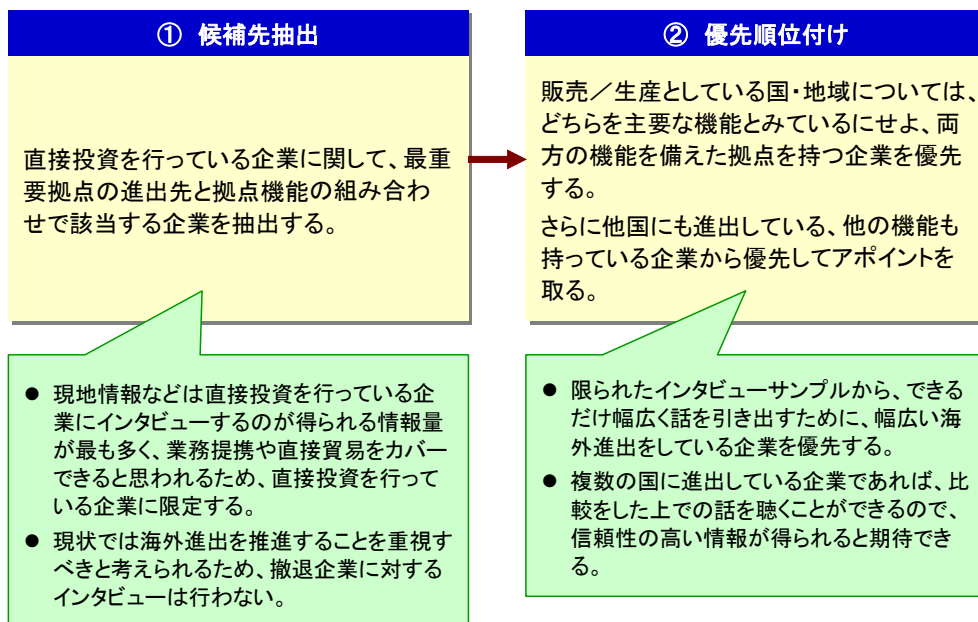 ① 候補先抽出
直接投資を行っている企業に関して、最重
要拠点の進出先と拠点機能の組み合わ
せで該当する企業を抽出する。
② 優先順位付け
販売／生産としている国・地域については、
どちらを主要な機能とみているにせよ、両
方の機能を備えた拠点を持つ企業を優先
する。
さらに他国にも進出している、他の機能も
持っている企業から優先してアポイントを
取る。
● 現地情報などは直接投資を行っている企
業にインタビューするのが得られる情報量
が最も多く、業務提携や直接貿易をカバー
できると思われるため、直接投資を行って
いる企業に限定する。
● 現状では海外進出を推進することを重視す
べきと考えられるため、撤退企業に対する
インタビューは行わない。
● 限られたインタビューサンプルから、できる
だけ幅広く話を引き出すために、幅広い海
外進出をしている企業を優先する。
● 複数の国に進出している企業であれば、比
較をした上での話を聴くことができるので、
信頼性の高い情報が得られると期待でき
る。